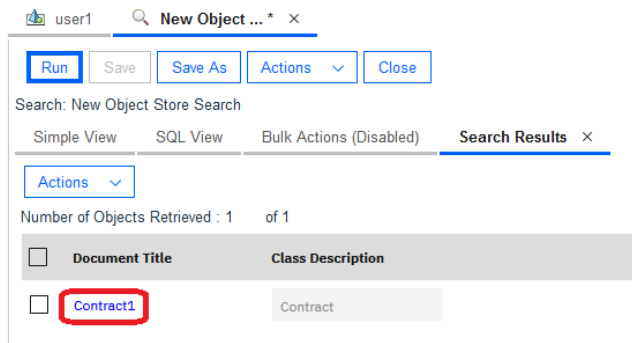 user1 New Object ... * ×
Run Save Save As Actions Close
Search: New Object Store Search
Simple View SQL View Bulk Actions (Disabled) Search Results ×
Actions
Number of Objects Retrieved : 1 of 1
Document Title Class Description
Contract1 Contract